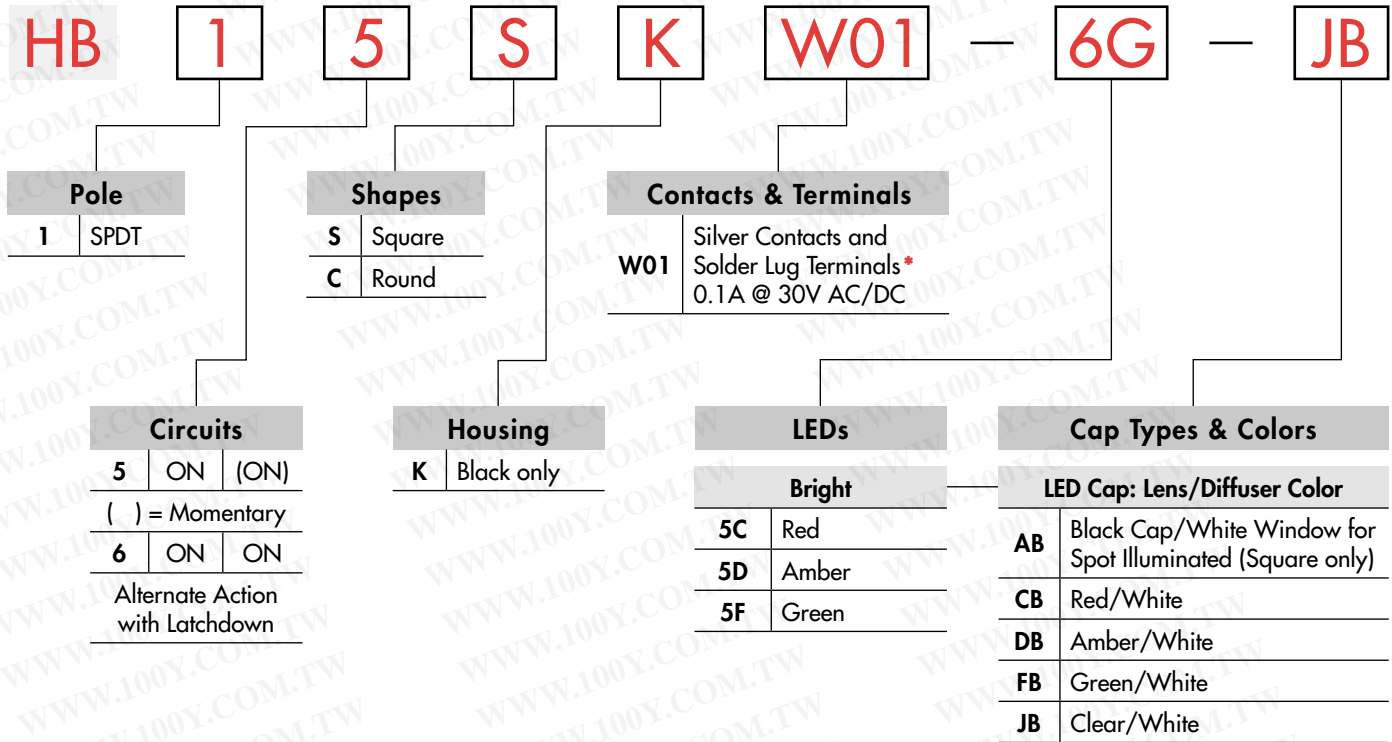 HB 1 5 S K W01 — 6G — JB
Pole
1 SPDT
Shapes
S Square
C Round
Contacts & Terminals
W01 Silver Contacts and
Solder Lug Terminals*
0.1A @ 30V AC/DC
Circuits
5 ON (ON)
( ) = Momentary
6 ON ON
Alternate Action
with Latchdown
Housing
K Black only
LEDs
Bright
5C Red
5D Amber
5F Green
Cap Types & Colors
LED Cap: Lens/Diffuser Color
AB Black Cap/White Window for
Spot Illuminated (Square only)
CB Red/White
DB Amber/White
FB Green/White
JB Clear/White
WWW.100Y.COM.TW